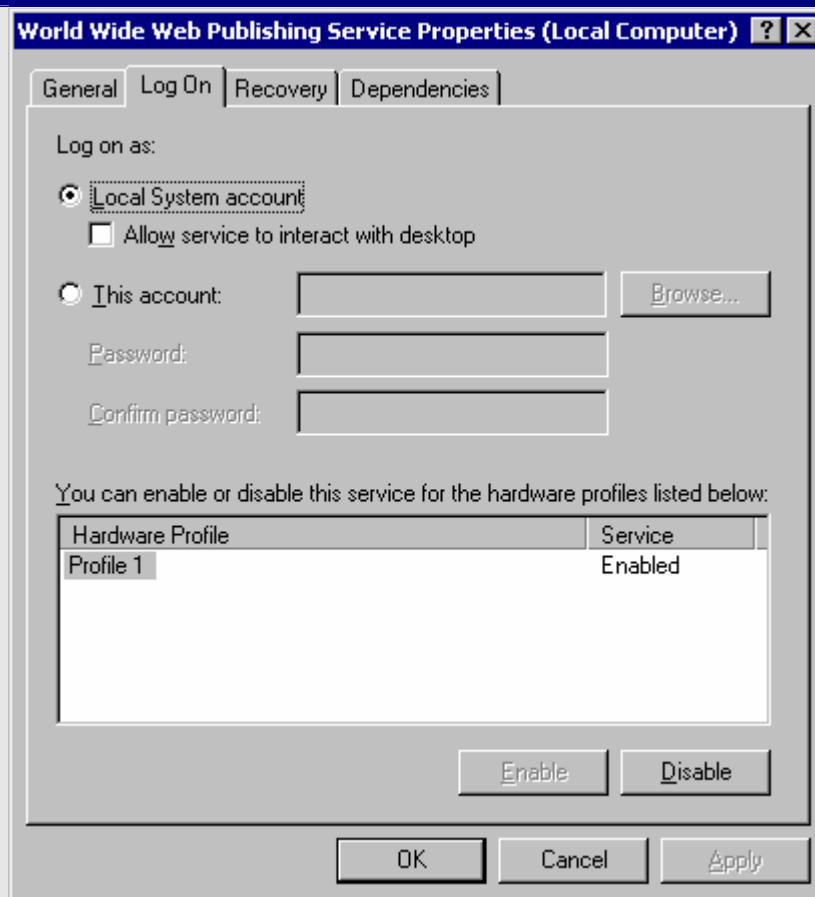 World Wide Web Publishing Service Properties (Local Computer) ? X
General Log On Recovery Dependencies
Log on as:
Local System account
Allow service to interact with desktop
This account: Browse...
Password:
Confirm password:
You can enable or disable this service for the hardware profiles listed below:
Hardware Profile Service
Profile 1 Enabled
Enable Disable
OK Cancel Apply